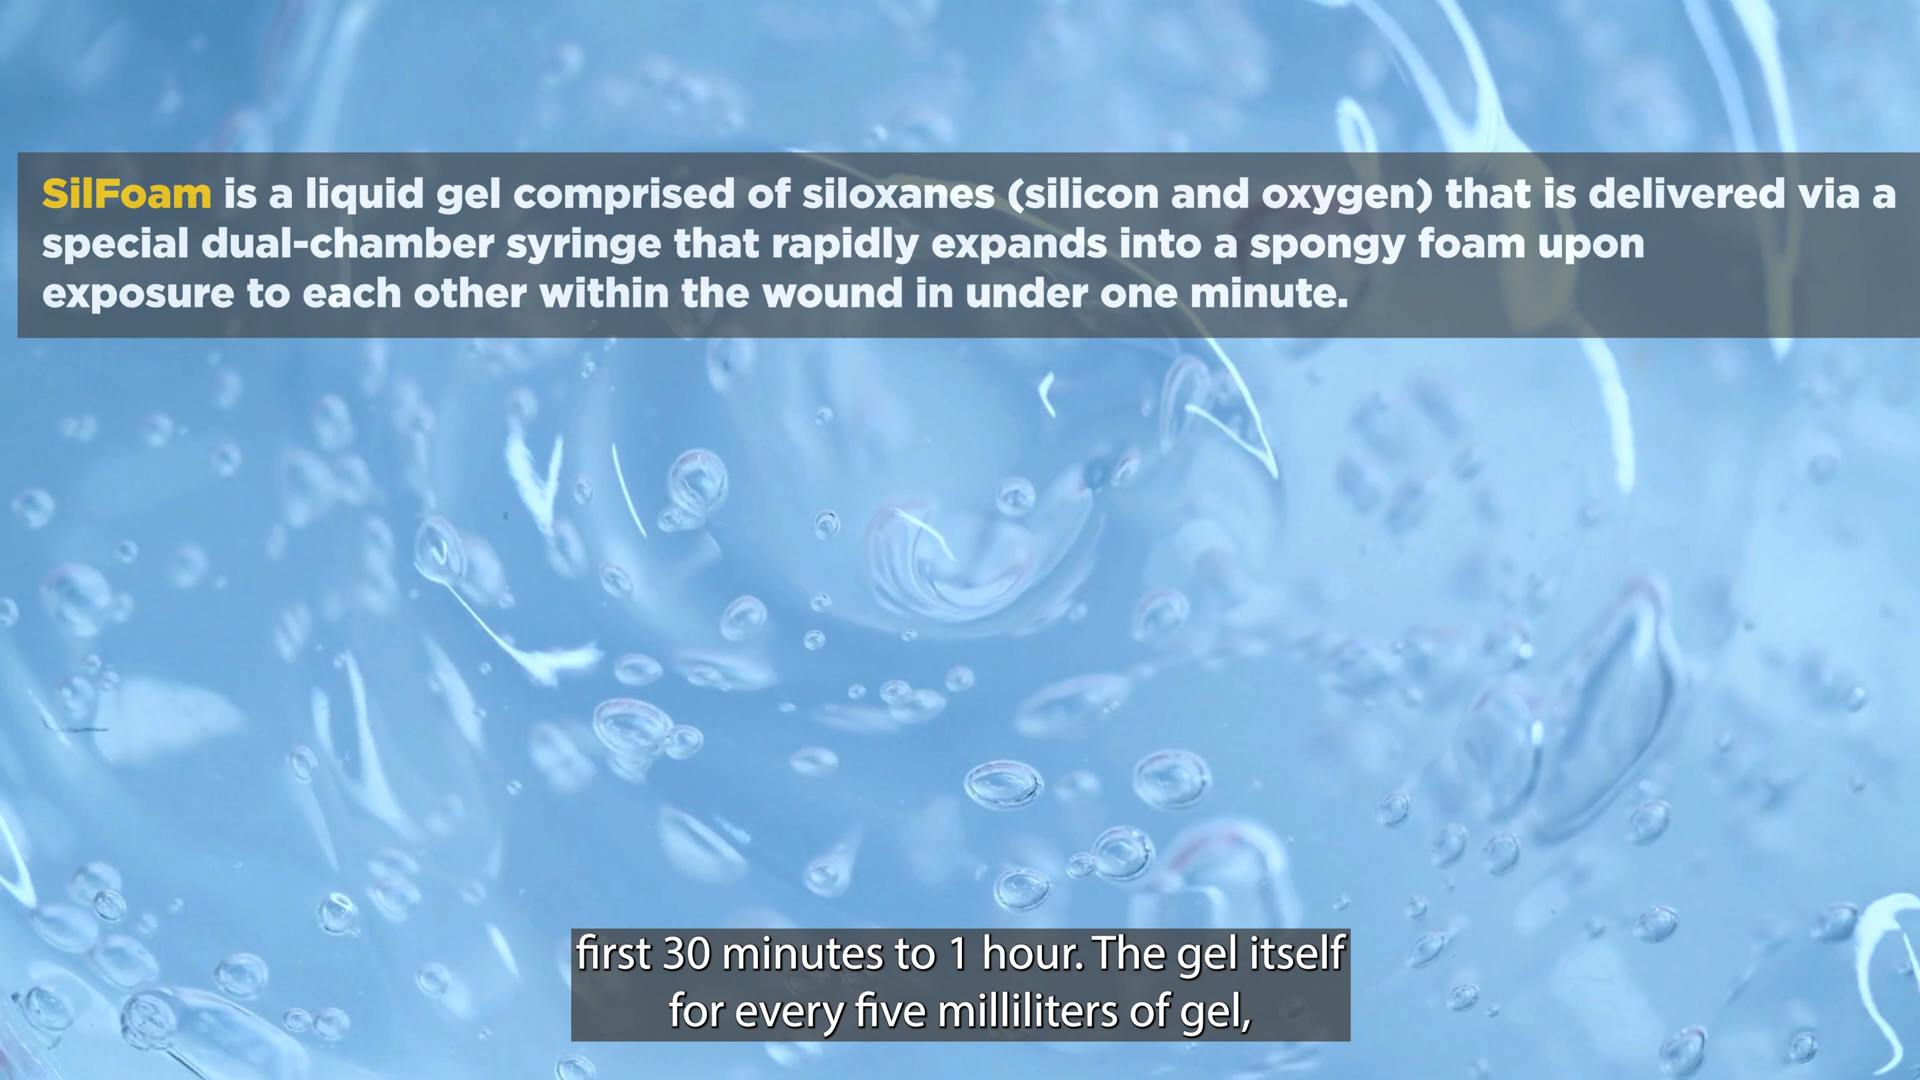 SilFoam is a liquid gel comprised of siloxanes (silicon and oxygen) that is delivered via a
special dual-chamber syringe that rapidly expands into a spongy foam upon
exposure to each other within the wound in under one minute.
first 30 minutes to 1 hour. The gel itself
for every five milliliters of gel,